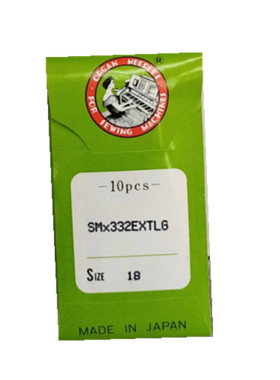 ORGAN NEEDLES
FOR SEWING MACHINES
®
-10pcs-
SMx332EXTLG
SIZE 18
MADE IN JAPAN